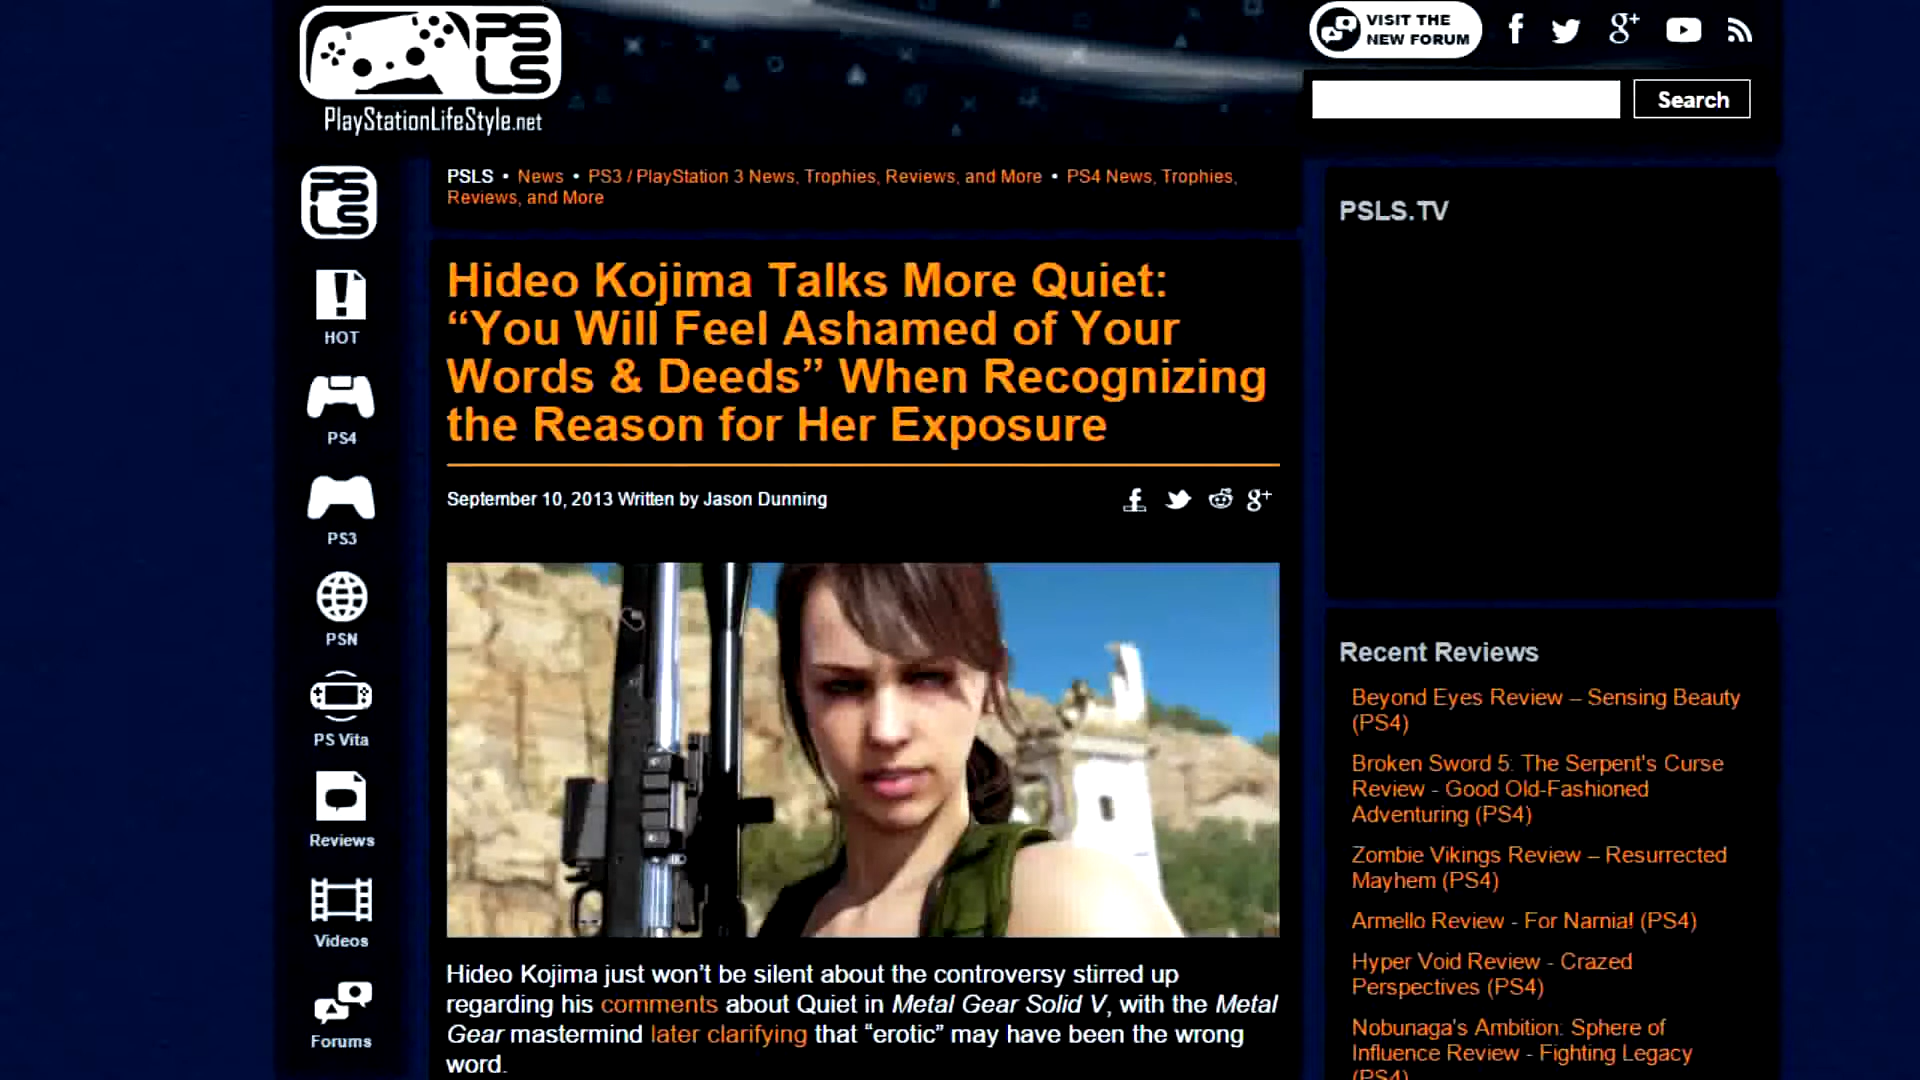 PS
LS
PlayStationLifeStyle.net
VISIT THE
NEW FORUM
Search
PSLS • News • PS3 / PlayStation 3 News, Trophies, Reviews, and More • PS4 News, Trophies,
Reviews, and More
PS
LS
HOT
PS4
PS3
PSN
PS Vita
Reviews
Videos
Forums
Hideo Kojima Talks More Quiet:
“You Will Feel Ashamed of Your
Words & Deeds” When Recognizing
the Reason for Her Exposure
September 10, 2013 Written by Jason Dunning
Hideo Kojima just won’t be silent about the controversy stirred up
regarding his comments about Quiet in Metal Gear Solid V, with the Metal
Gear mastermind later clarifying that “erotic” may have been the wrong
word.
PSLS.TV
Recent Reviews
Beyond Eyes Review – Sensing Beauty
(PS4)
Broken Sword 5: The Serpent's Curse
Review - Good Old-Fashioned
Adventuring (PS4)
Zombie Vikings Review – Resurrected
Mayhem (PS4)
Armello Review - For Narnia! (PS4)
Hyper Void Review - Crazed
Perspectives (PS4)
Nobunaga's Ambition: Sphere of
Influence Review - Fighting Legacy
(PS4)